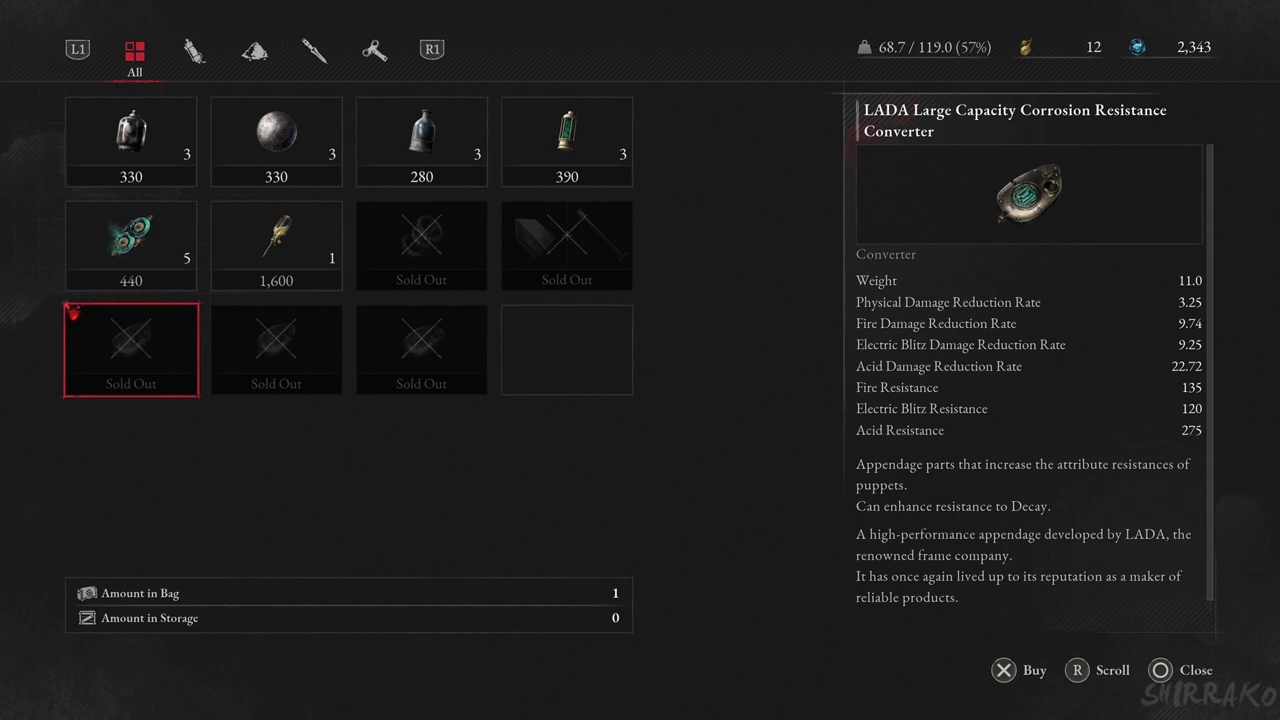 L1
All
R1
68.7 / 119.0 (57%)
12
2,343
3
3
3
3
330
330
280
390
5
1
440
1,600
Sold Out
Sold Out
Sold Out
Sold Out
Sold Out
Amount in Bag 1
Amount in Storage 0
LADA Large Capacity Corrosion Resistance
Converter
Converter
Weight 11.0
Physical Damage Reduction Rate 3.25
Fire Damage Reduction Rate 9.74
Electric Blitz Damage Reduction Rate 9.25
Acid Damage Reduction Rate 22.72
Fire Resistance 135
Electric Blitz Resistance 120
Acid Resistance 275
Appendage parts that increase the attribute resistances of
puppets.
Can enhance resistance to Decay.
A high-performance appendage developed by LADA, the
renowned frame company.
It has once again lived up to its reputation as a maker of
reliable products.
Buy
R Scroll
Close
SHIRRAKO